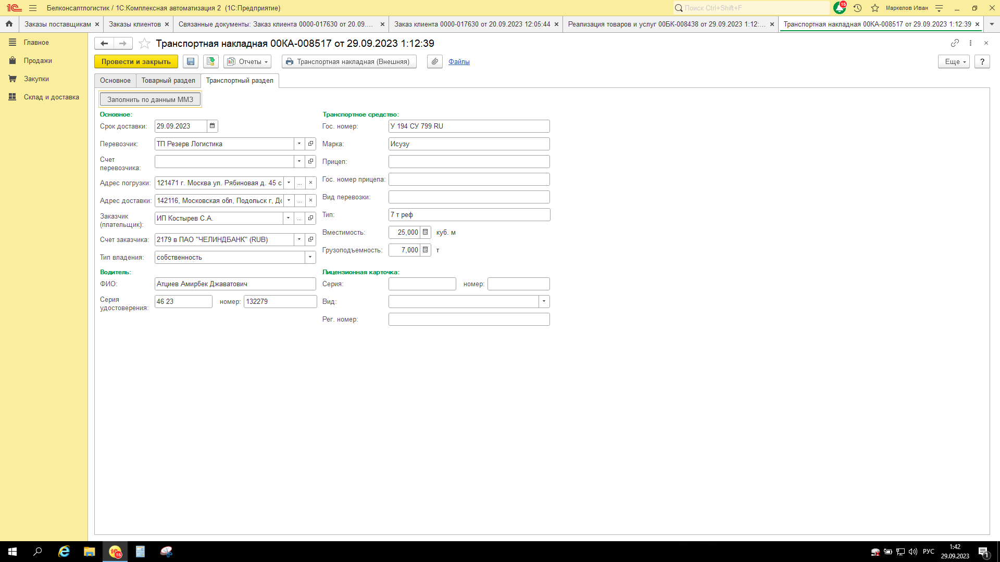 Белконсалтлогистик / 1С:Комплексная автоматизация 2 (1С:Предприятие)
Поиск Ctrl+Shift+F
15
Маркелов Иван
Заказы поставщикам
Заказы клиентов
Связанные документы: Заказ клиента 0000-017630 от 20.09....
Заказ клиента 0000-017630 от 20.09.2023 12:05:44
Реализация товаров и услуг 00БК-008438 от 29.09.2023 1:12:...
Транспортная накладная 00КА-008517 от 29.09.2023 1:12:39
Главное
Продажи
Закупки
Склад и доставка
Транспортная накладная 00КА-008517 от 29.09.2023 1:12:39
Провести и закрыть
Отчеты
Транспортная накладная (Внешняя)
Файлы
Еще
?
Основное
Товарный раздел
Транспортный раздел
Заполнить по данным ММЗ
Основное:
Срок доставки: 29.09.2023
Перевозчик: ТП Резерв Логистика
Счет перевозчика:
Адрес погрузки: 121471 г. Москва ул. Рябиновая д. 45 с
Адрес доставки: 142116, Московская обл, Подольск г, До
Заказчик (плательщик): ИП Костырев С.А.
Счет заказчика: 2179 в ПАО "ЧЕЛИНДБАНК" (RUB)
Тип владения: собственность
Водитель:
ФИО: Атциев Амирбек Джаватович
Серия удостоверения: 46 23 номер: 132279
Транспортное средство:
Гос. номер: У 194 СУ 799 RU
Марка: Исузу
Прицеп:
Гос. номер прицепа:
Вид перевозки:
Тип: 7 т реф
Вместимость: 25,000 куб. м
Грузоподъемность: 7,000 т
Лицензионная карточка:
Серия: номер:
Вид:
Рег. номер:
15
РУС
1:42
29.09.2023
1